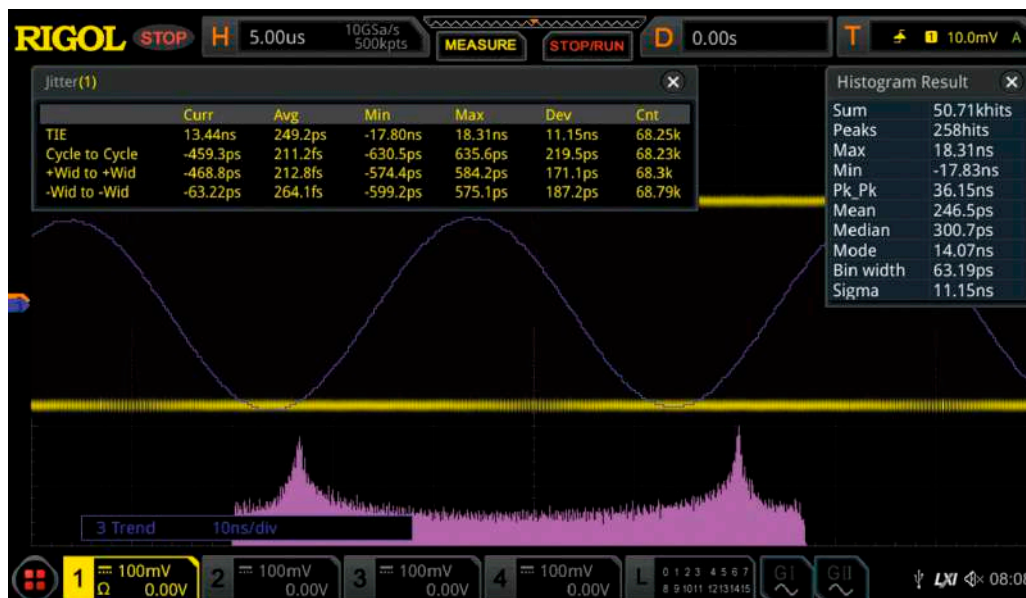 RIGOL STOP H 5.00us 10GSa/s 500kpts MEASURE STOP/RUN D 0.00s T 1 10.0mV A
Jitter(1)
Curr Avg Min Max Dev Cnt
TIE 13.44ns 249.2ps -17.80ns 18.31ns 11.15ns 68.25k
Cycle to Cycle -459.3ps 211.2fs -630.5ps 635.6ps 219.5ps 68.23k
+Wid to +Wid -468.8ps 212.8fs -574.4ps 584.2ps 171.1ps 68.3k
-Wid to -Wid -63.22ps 264.1fs -599.2ps 575.1ps 187.2ps 68.79k
Histogram Result
Sum 50.71khits
Peaks 258hits
Max 18.31ns
Min -17.83ns
Pk_Pk 36.15ns
Mean 246.5ps
Median 300.7ps
Mode 14.07ns
Bin width 63.19ps
Sigma 11.15ns
3 Trend 10ns/div
1 100mV Ω 0.00V
2 100mV 0.00V
3 100mV 0.00V
4 100mV 0.00V
L 0 1 2 3 4 5 6 7
8 9 10 11 12 13 14 15
GI GII LXI 08:08